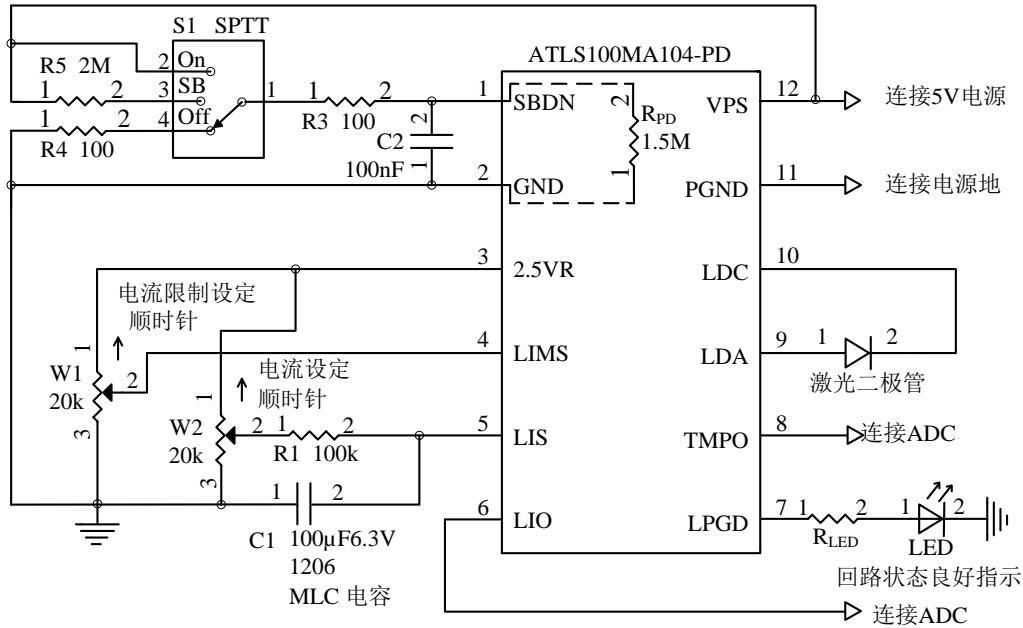 S1 SPTT
ATLS100MA104-PD
R5 2M
1 2
2 On
3 SB
4 Off
1
1 2
R4 100
1 2
R3 100
2
C2
100nF
1
1 SBDN
2 GND
2
RPD
1.5M
1
VPS 12
连接5V电源
PGND 11
连接电源地
3 2.5VR
LDC 10
电流限制设定
顺时针
4 LIMS
LDA 9
1 2
激光二极管
1
W1
20k
2
3
电流设定
顺时针
1
W2
20k
2
3
1 2
R1 100k
5 LIS
TMPO 8
连接ADC
1 2
C1 100μF6.3V
1206
MLC 电容
6 LIO
LPGD 7
1 2
RLED
1 2
LED
回路状态良好指示
连接ADC